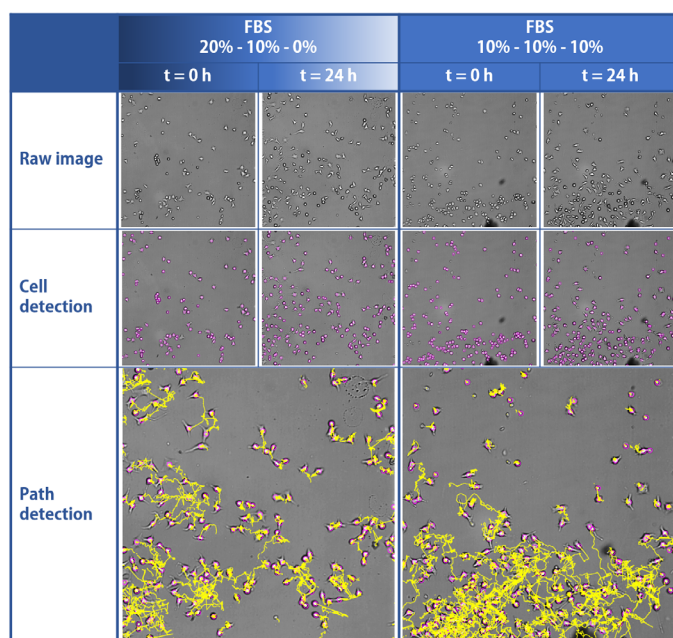 FBS
20% - 10% - 0%
FBS
10% - 10% - 10%
t = 0 h
t = 24 h
t = 0 h
t = 24 h
Raw image
Cell
detection
Path
detection